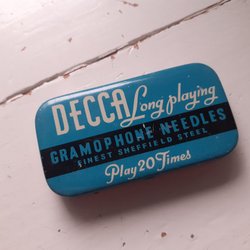 DECCA Long playing
GRAMOPHONE NEEDLES
FINEST SHEFFIELD STEEL
Play 20 Times